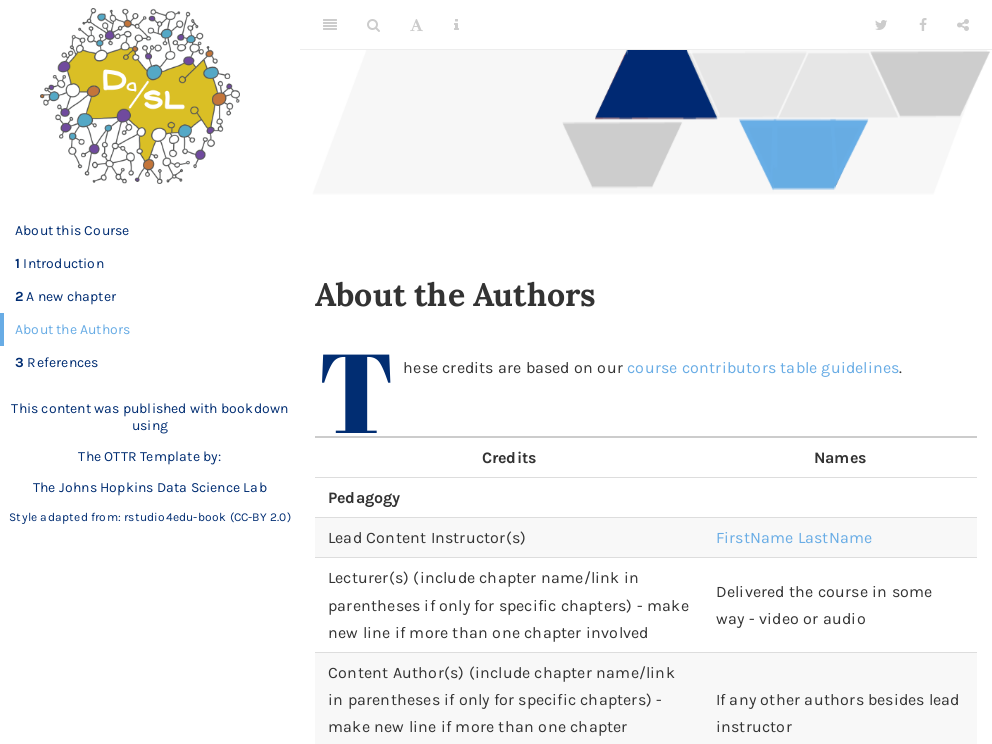 Da/SL
About this Course
1 Introduction
2 A new chapter
About the Authors
3 References
This content was published with bookdown
using
The OTTR Template by:
The Johns Hopkins Data Science Lab
Style adapted from: rstudio4edu-book (CC-BY 2.0)
About the Authors
These credits are based on our course contributors table guidelines.
Credits Names
Pedagogy
Lead Content Instructor(s) FirstName LastName
Lecturer(s) (include chapter name/link in
parentheses if only for specific chapters) - make
new line if more than one chapter involved
Delivered the course in some
way - video or audio
Content Author(s) (include chapter name/link
in parentheses if only for specific chapters) -
make new line if more than one chapter
If any other authors besides lead
instructor